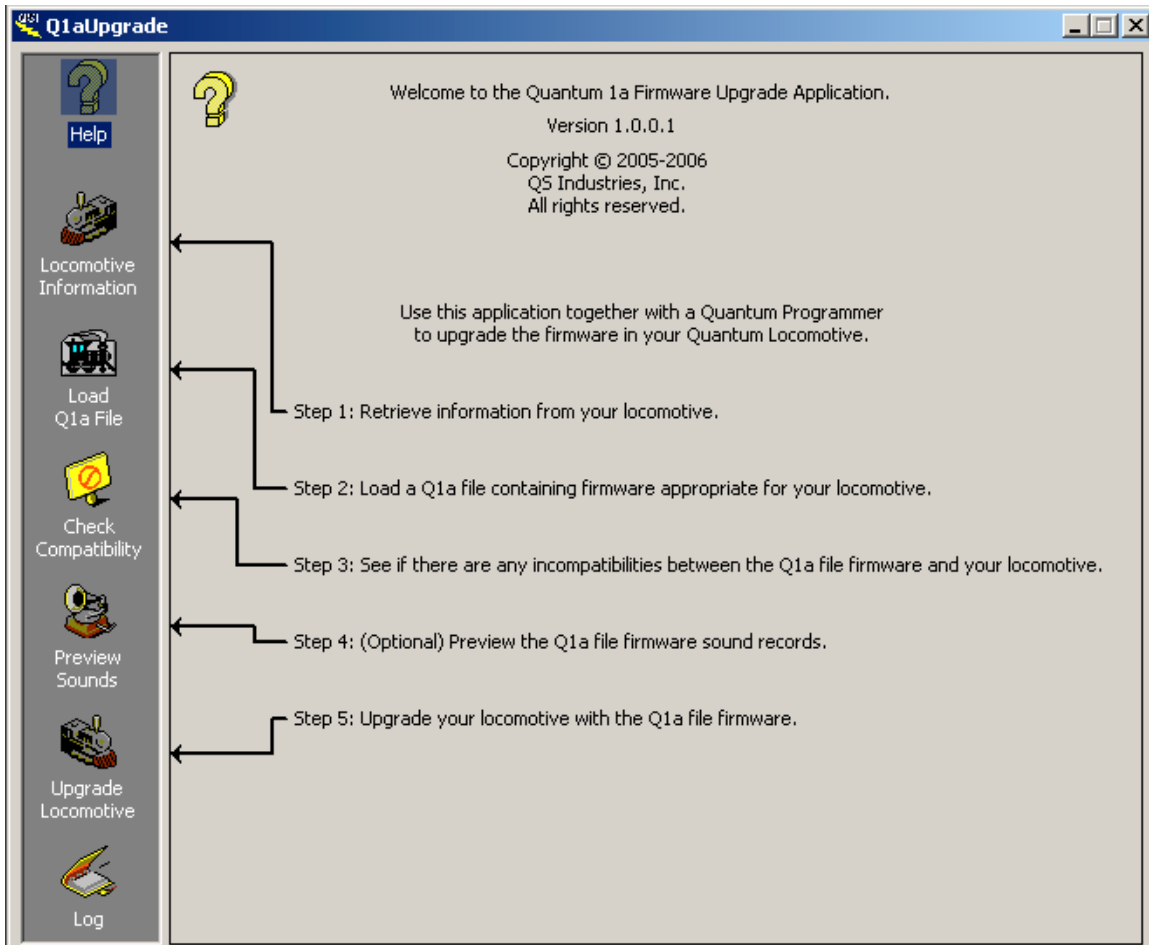 QSI
Q1aUpgrade
Help
Locomotive
Information
Load
Q1a File
Check
Compatibility
Preview
Sounds
Upgrade
Locomotive
Log
Welcome to the Quantum 1a Firmware Upgrade Application.
Version 1.0.0.1
Copyright © 2005-2006
QS Industries, Inc.
All rights reserved.
Use this application together with a Quantum Programmer
to upgrade the firmware in your Quantum Locomotive.
Step 1: Retrieve information from your locomotive.
Step 2: Load a Q1a file containing firmware appropriate for your locomotive.
Step 3: See if there are any incompatibilities between the Q1a file firmware and your locomotive.
Step 4: (Optional) Preview the Q1a file firmware sound records.
Step 5: Upgrade your locomotive with the Q1a file firmware.